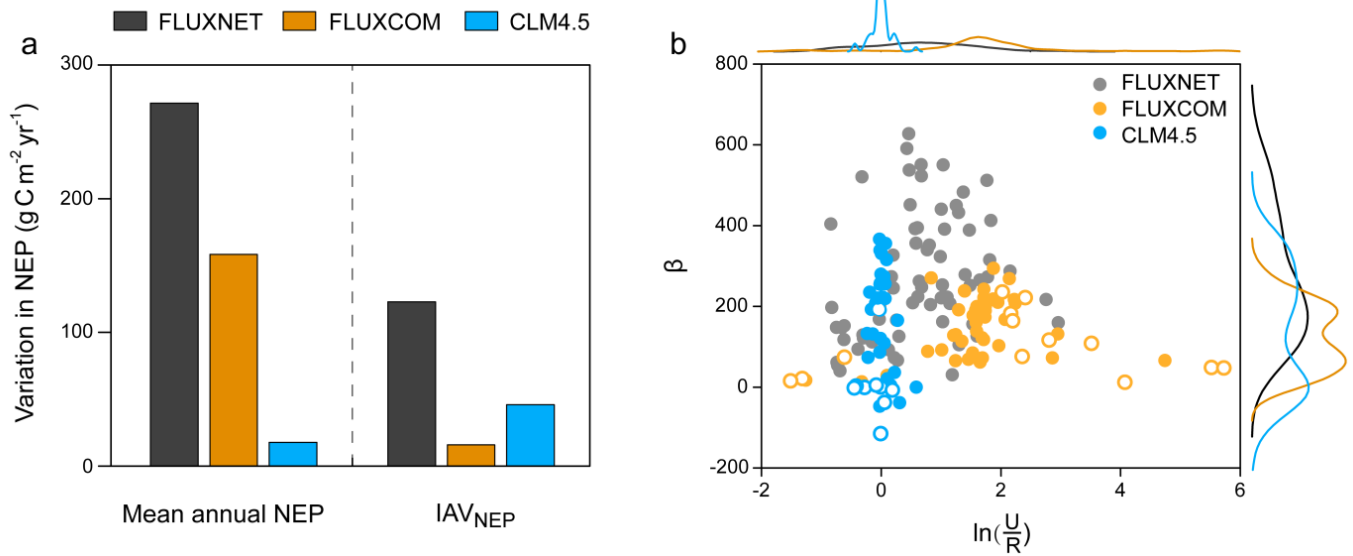 FLUXNET FLUXCOM CLM4.5
a
Variation in NEP (g C m⁻² yr⁻¹)
300
200
100
0
Mean annual NEP IAV_NEP
b
β
800
600
400
200
0
-200
FLUXNET
FLUXCOM
CLM4.5
-2 0 2 4 6
ln(U/R)